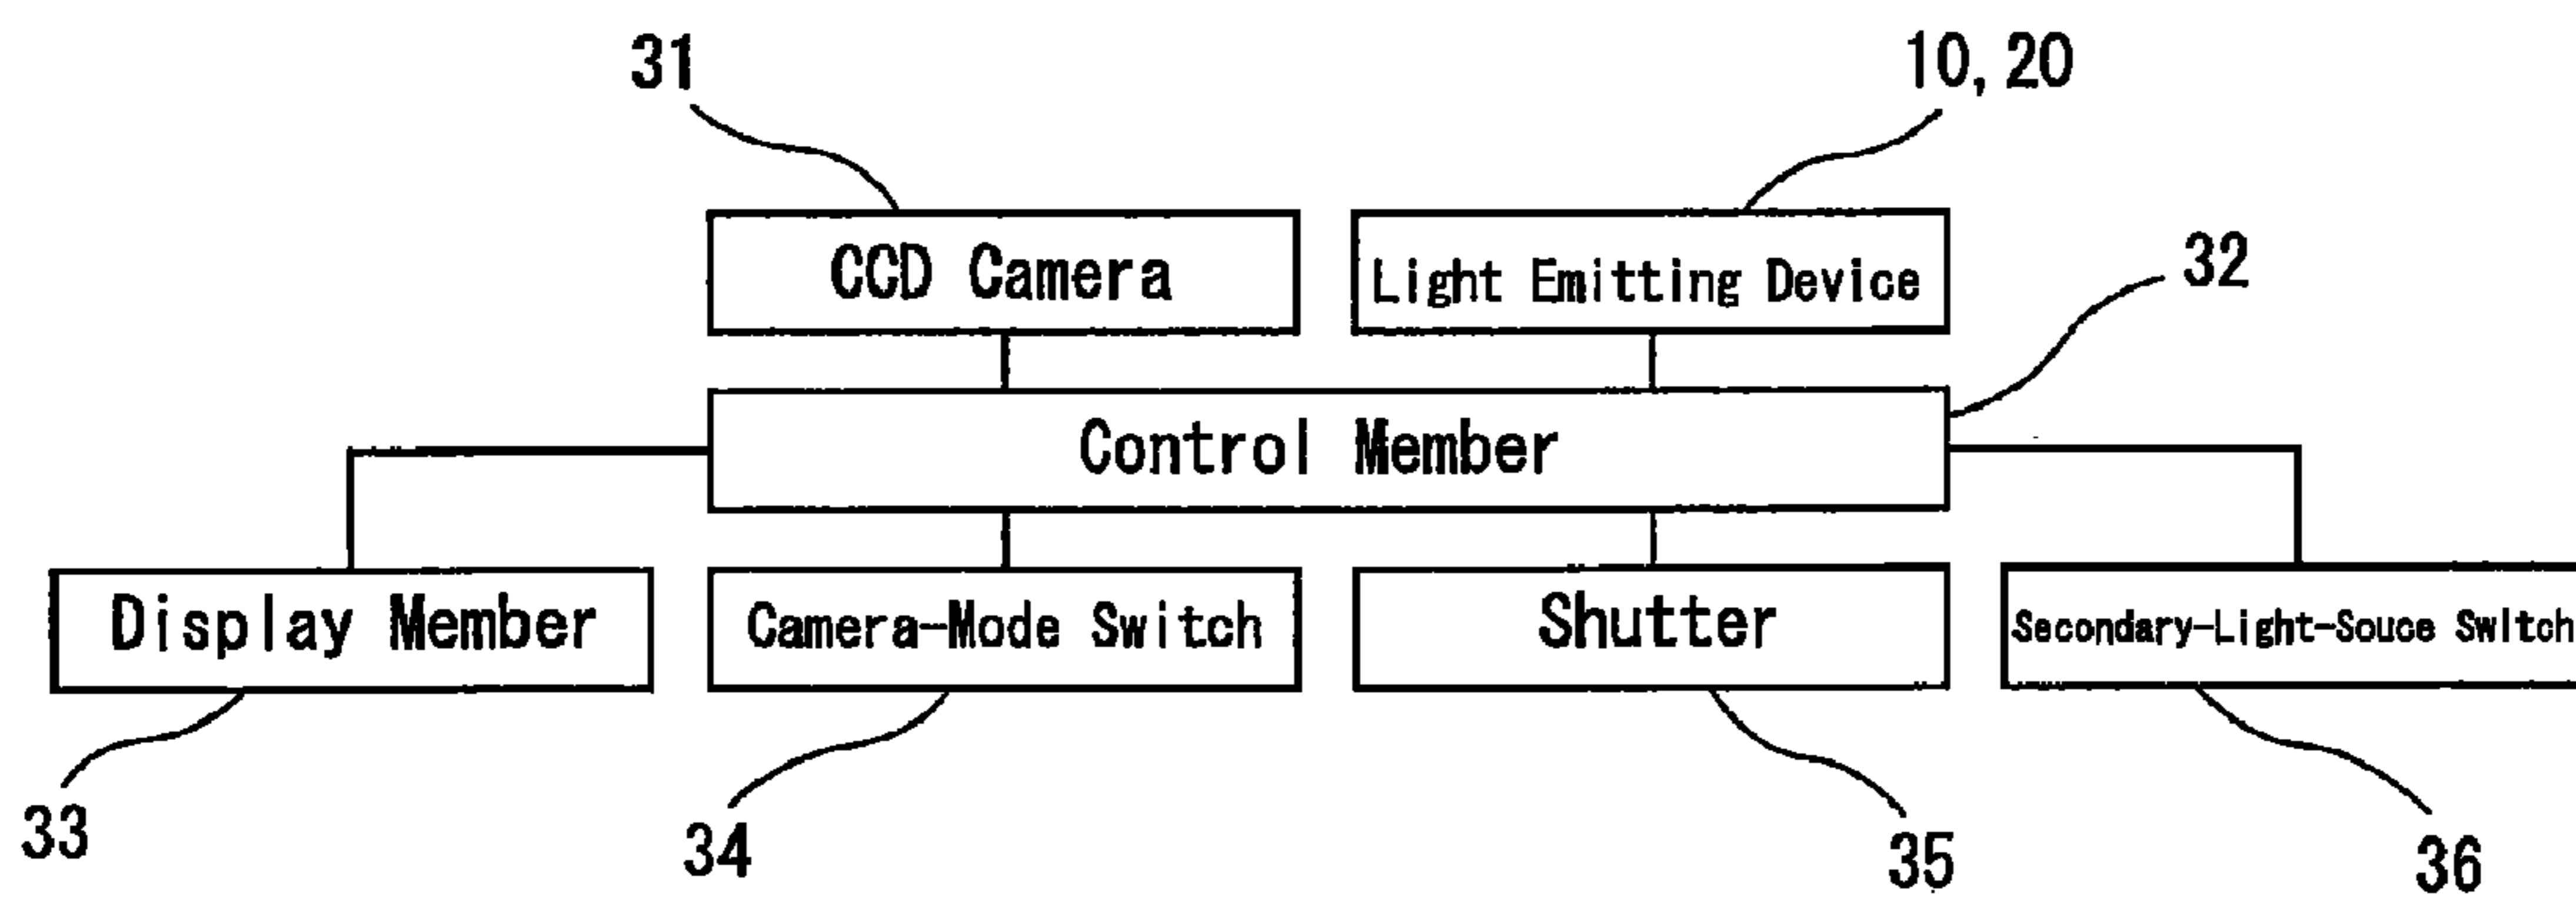 31
10, 20
CCD Camera
Light Emitting Device
32
Control Member
Display Member
Camera-Mode Switch
Shutter
Secondary-Light-Souce Switch
33
34
35
36